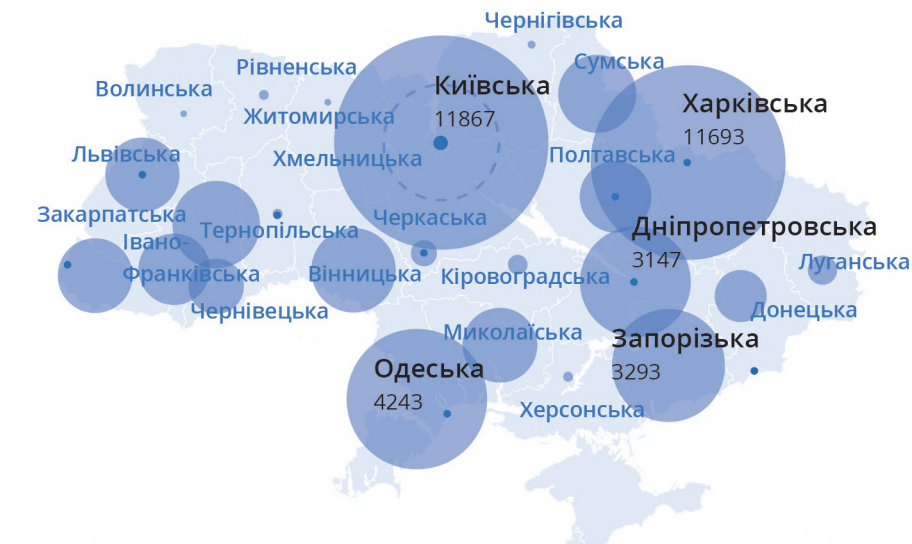 Чернігівська
Сумська
Рівненська
Київська
11867
Волинська
Харківська
11693
Житомирська
Львівська
Хмельницька
Полтавська
Закарпатська
Тернопільська
Черкаська
Дніпропетровська
3147
Івано-
Франківська
Вінницька
Кіровоградська
Луганська
Чернівецька
Донецька
Миколаїська
Запорізька
3293
Одеська
4243
Херсонська